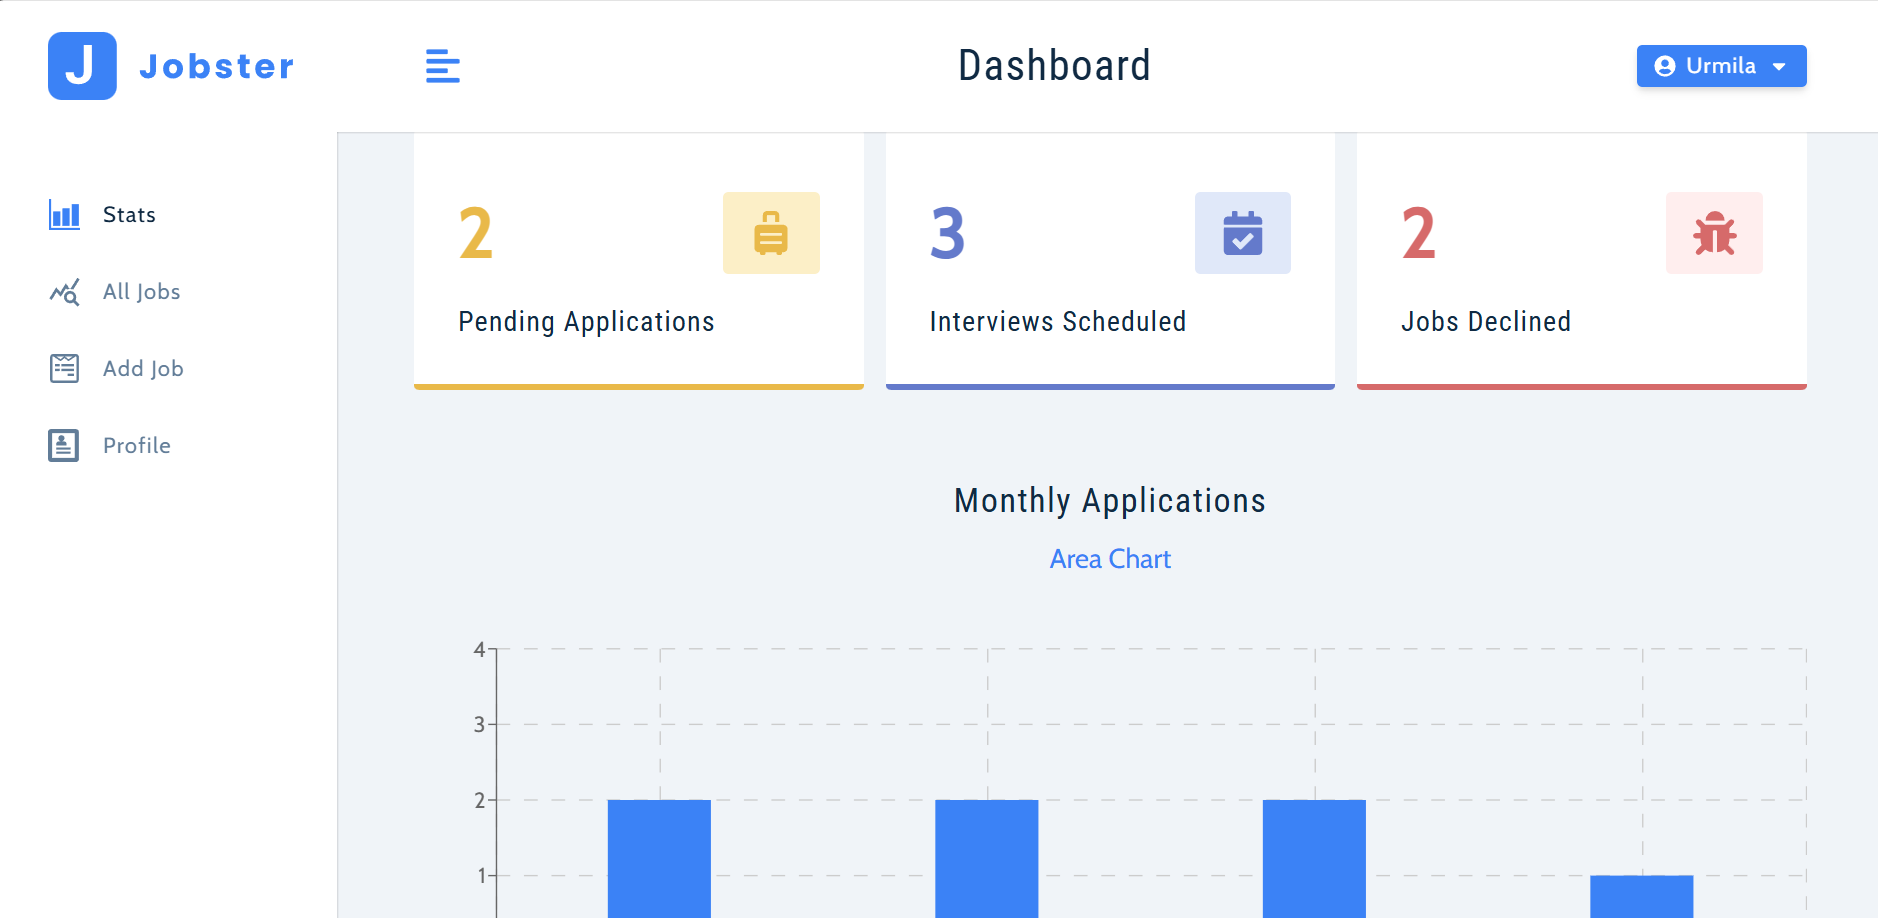 J Jobster
Dashboard
Urmila
Stats
All Jobs
Add Job
Profile
2
Pending Applications
3
Interviews Scheduled
2
Jobs Declined
Monthly Applications
Area Chart
4
3
2
1